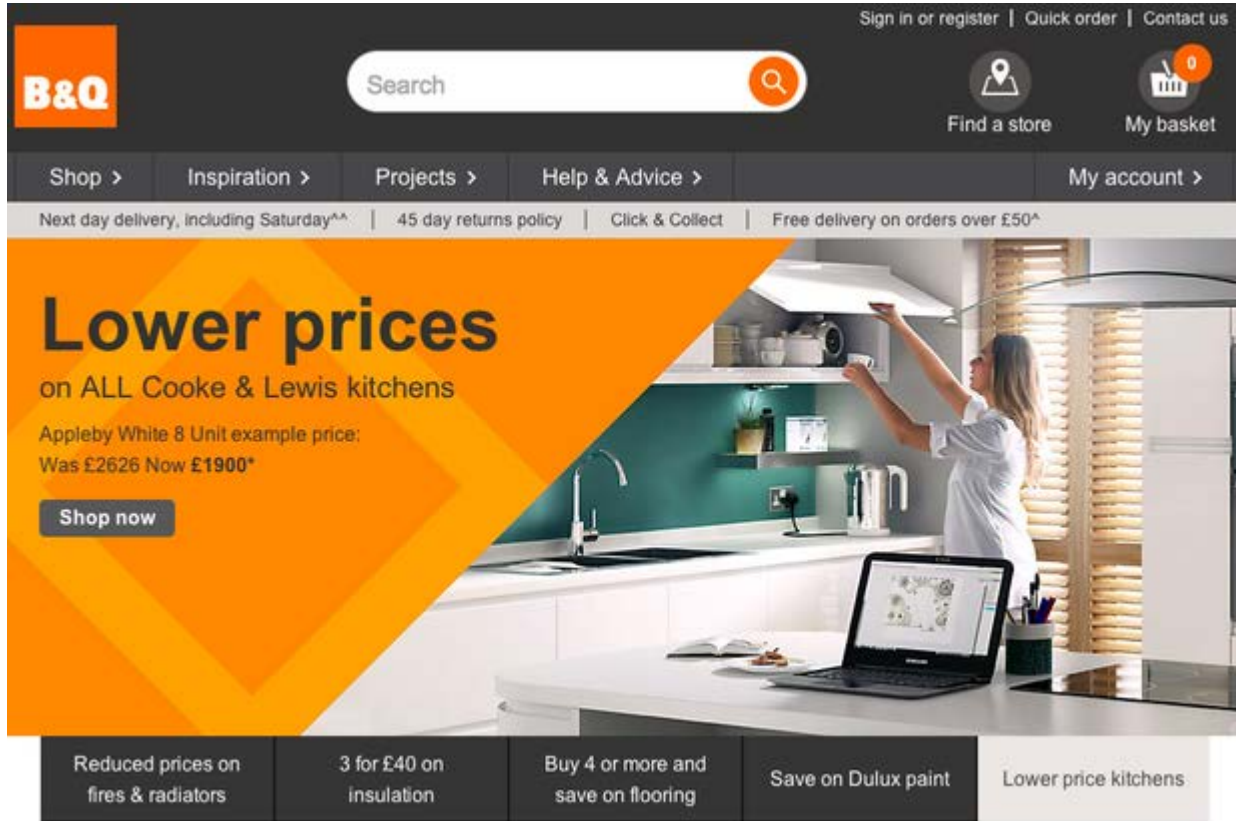 Sign in or register | Quick order | Contact us
B&Q
Search
0
Find a store
My basket
Shop >
Inspiration >
Projects >
Help & Advice >
My account >
Next day delivery, including Saturday^^ | 45 day returns policy | Click & Collect | Free delivery on orders over £50^
Lower prices
on ALL Cooke & Lewis kitchens
Appleby White 8 Unit example price:
Was £2626 Now £1900*
Shop now
SAMSUNG
Reduced prices on
fires & radiators
3 for £40 on
insulation
Buy 4 or more and
save on flooring
Save on Dulux paint
Lower price kitchens